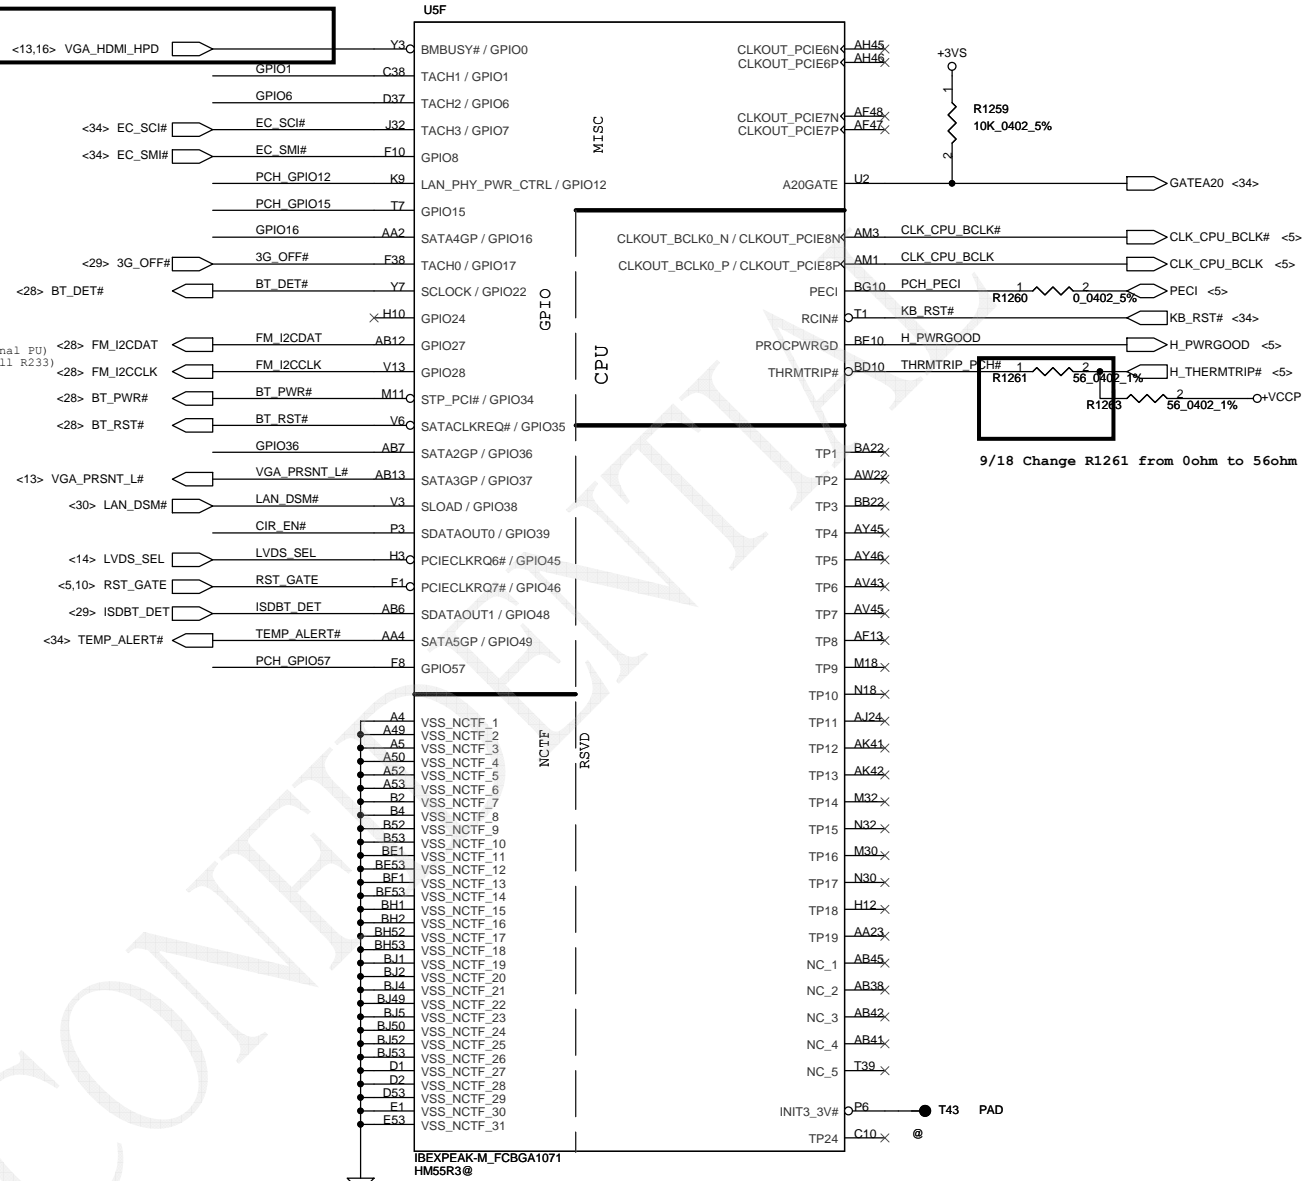 U5F
<13,16> VGA_HDMI_HPD Y3 BMBUSY# / GPIO0
GPIO1 C38 TACH1 / GPIO1
GPIO6 D37 TACH2 / GPIO6
<34> EC_SCI# EC_SCI# J32 TACH3 / GPIO7
<34> EC_SMI# EC_SMI# F10 GPIO8
PCH_GPIO12 K9 LAN_PHY_PWR_CTRL / GPIO12
PCH_GPIO15 T7 GPIO15
GPIO16 AA2 SATA4GP / GPIO16
<29> 3G_OFF# 3G_OFF# F38 TACH0 / GPIO17
<28> BT_DET# BT_DET# Y7 SCLOCK / GPIO22
H10 GPIO24
nal PU)
ll R233)
<28> FM_I2CDAT FM_I2CDAT AB12 GPIO27
<28> FM_I2CCLK FM_I2CCLK V13 GPIO28
<28> BT_PWR# BT_PWR# M11 STP_PCI# / GPIO34
<28> BT_RST# BT_RST# V6 SATACLKREQ# / GPIO35
GPIO36 AB7 SATA2GP / GPIO36
<13> VGA_PRSNT_L# VGA_PRSNT_L# AB13 SATA3GP / GPIO37
<30> LAN_DSM# LAN_DSM# V3 SLOAD / GPIO38
CIR_EN# P3 SDATAOUT0 / GPIO39
<14> LVDS_SEL LVDS_SEL H3 PCIECLKRQ6# / GPIO45
<5,10> RST_GATE RST_GATE F1 PCIECLKRQ7# / GPIO46
<29> ISDBT_DET ISDBT_DET AB6 SDATAOUT1 / GPIO48
<34> TEMP_ALERT# TEMP_ALERT# AA4 SATA5GP / GPIO49
PCH_GPIO57 F8 GPIO57
A4 VSS_NCTF_1
A49 VSS_NCTF_2
A5 VSS_NCTF_3
A50 VSS_NCTF_4
A52 VSS_NCTF_5
A53 VSS_NCTF_6
B2 VSS_NCTF_7
B4 VSS_NCTF_8
B52 VSS_NCTF_9
B53 VSS_NCTF_10
BE1 VSS_NCTF_11
BE53 VSS_NCTF_12
BF1 VSS_NCTF_13
BF53 VSS_NCTF_14
BH1 VSS_NCTF_15
BH2 VSS_NCTF_16
BH52 VSS_NCTF_17
BH53 VSS_NCTF_18
BJ1 VSS_NCTF_19
BJ2 VSS_NCTF_20
BJ4 VSS_NCTF_21
BJ49 VSS_NCTF_22
BJ5 VSS_NCTF_23
BJ50 VSS_NCTF_24
BJ52 VSS_NCTF_25
BJ53 VSS_NCTF_26
D1 VSS_NCTF_27
D2 VSS_NCTF_28
D53 VSS_NCTF_29
E1 VSS_NCTF_30
E53 VSS_NCTF_31
MISC
GPIO
CPU
NCTF
RSVD
CLKOUT_PCIE6N AH45
CLKOUT_PCIE6P AH46
CLKOUT_PCIE7N AF48
CLKOUT_PCIE7P AF47
+3VS
1
R1259
10K_0402_5%
2
A20GATE U2 GATEA20 <34>
CLKOUT_BCLK0_N / CLKOUT_PCIE8N AM3 CLK_CPU_BCLK# CLK_CPU_BCLK# <5>
CLKOUT_BCLK0_P / CLKOUT_PCIE8P AM1 CLK_CPU_BCLK CLK_CPU_BCLK <5>
PECI BG10 PCH_PECI 1 2 PECI <5>
R1260 0_0402_5%
RCIN# T1 KB_RST# KB_RST# <34>
PROCPWRGD BE10 H_PWRGOOD H_PWRGOOD <5>
THRMTRIP# BD10 THRMTRIP_PCH# 1 2 H_THERMTRIP# <5>
R1261 56_0402_1%
2 +VCCP
R1263 56_0402_1%
9/18 Change R1261 from 0ohm to 56ohm
TP1 BA22
TP2 AW22
TP3 BB22
TP4 AY45
TP5 AY46
TP6 AV43
TP7 AV45
TP8 AF13
TP9 M18
TP10 N18
TP11 AJ24
TP12 AK41
TP13 AK42
TP14 M32
TP15 N32
TP16 M30
TP17 N30
TP18 H12
TP19 AA23
NC_1 AB45
NC_2 AB38
NC_3 AB42
NC_4 AB41
NC_5 T39
INIT3_3V# P6 T43 PAD
TP24 C10 @
IBEXPEAK-M_FCBGA1071
HM55R3@
CONFIDENTIAL